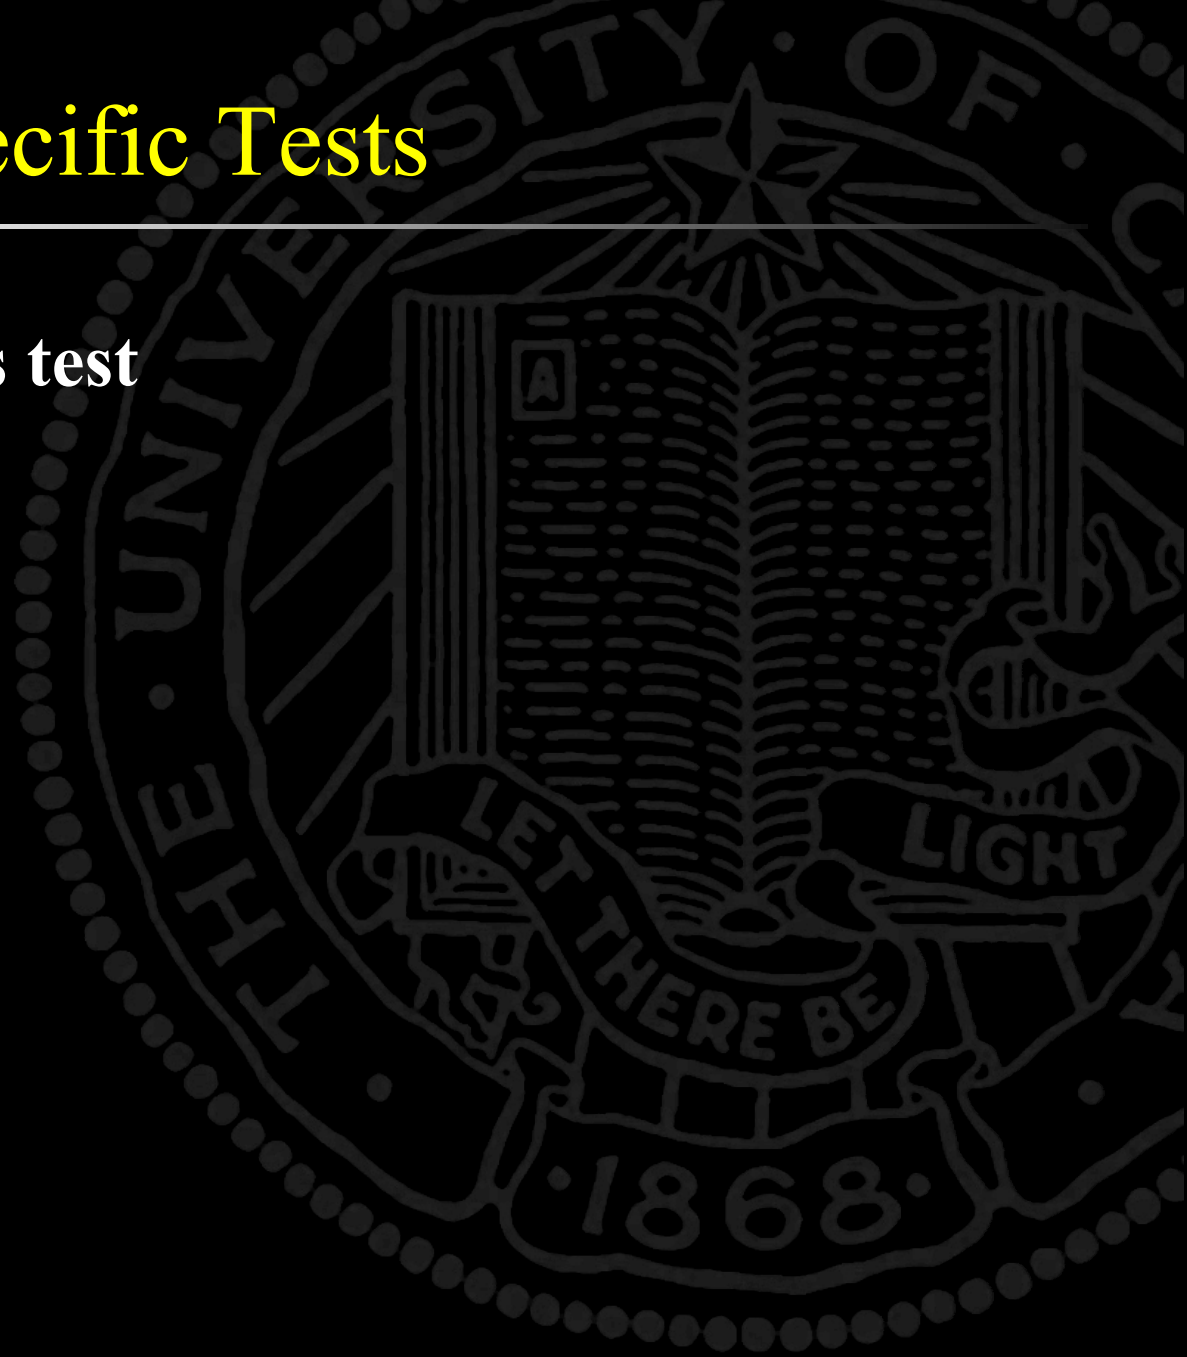 ecific Tests
s test
THE UNIVERSITY OF
A
LET THERE BE LIGHT
1868